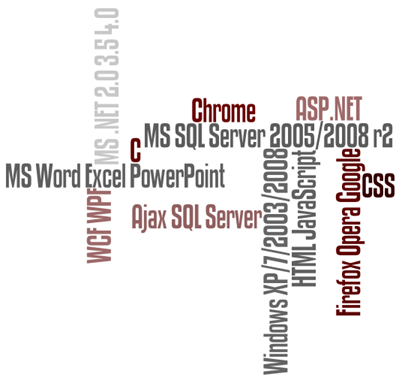 MS .NET 2.0 3.5 4.0
Chrome
ASP.NET
C
MS SQL Server 2005/2008 r2
MS Word Excel PowerPoint
CSS
WCF WPF
Ajax SQL Server
Windows XP/7/2003/2008
HTML JavaScript
Firefox Opera Google